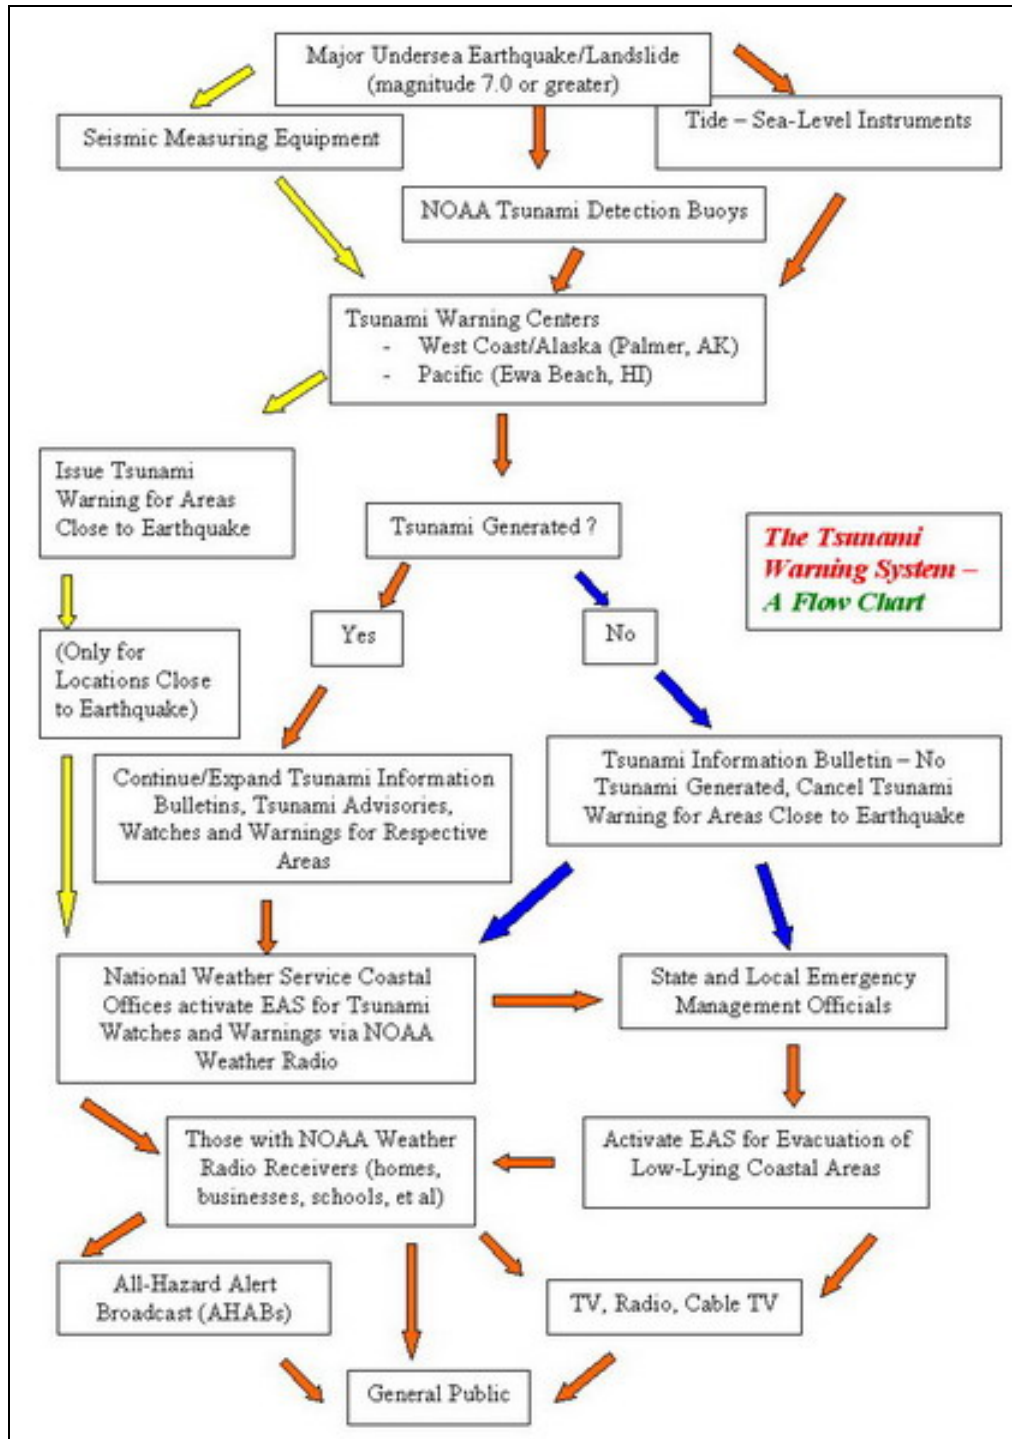 Major Undersea Earthquake/Landslide
(magnitude 7.0 or greater)
Seismic Measuring Equipment
Tide – Sea-Level Instruments
NOAA Tsunami Detection Buoys
Tsunami Warning Centers
- West Coast/Alaska (Palmer, AK)
- Pacific (Ewa Beach, HI)
Issue Tsunami
Warning for Areas
Close to Earthquake
Tsunami Generated ?
The Tsunami
Warning System –
A Flow Chart
Yes
No
(Only for
Locations Close
to Earthquake)
Continue/Expand Tsunami Information
Bulletins, Tsunami Advisories,
Watches and Warnings for Respective
Areas
Tsunami Information Bulletin – No
Tsunami Generated, Cancel Tsunami
Warning for Areas Close to Earthquake
National Weather Service Coastal
Offices activate EAS for Tsunami
Watches and Warnings via NOAA
Weather Radio
State and Local Emergency
Management Officials
Those with NOAA Weather
Radio Receivers (homes,
businesses, schools, et al)
Activate EAS for Evacuation of
Low-Lying Coastal Areas
All-Hazard Alert
Broadcast (AHABs)
TV, Radio, Cable TV
General Public